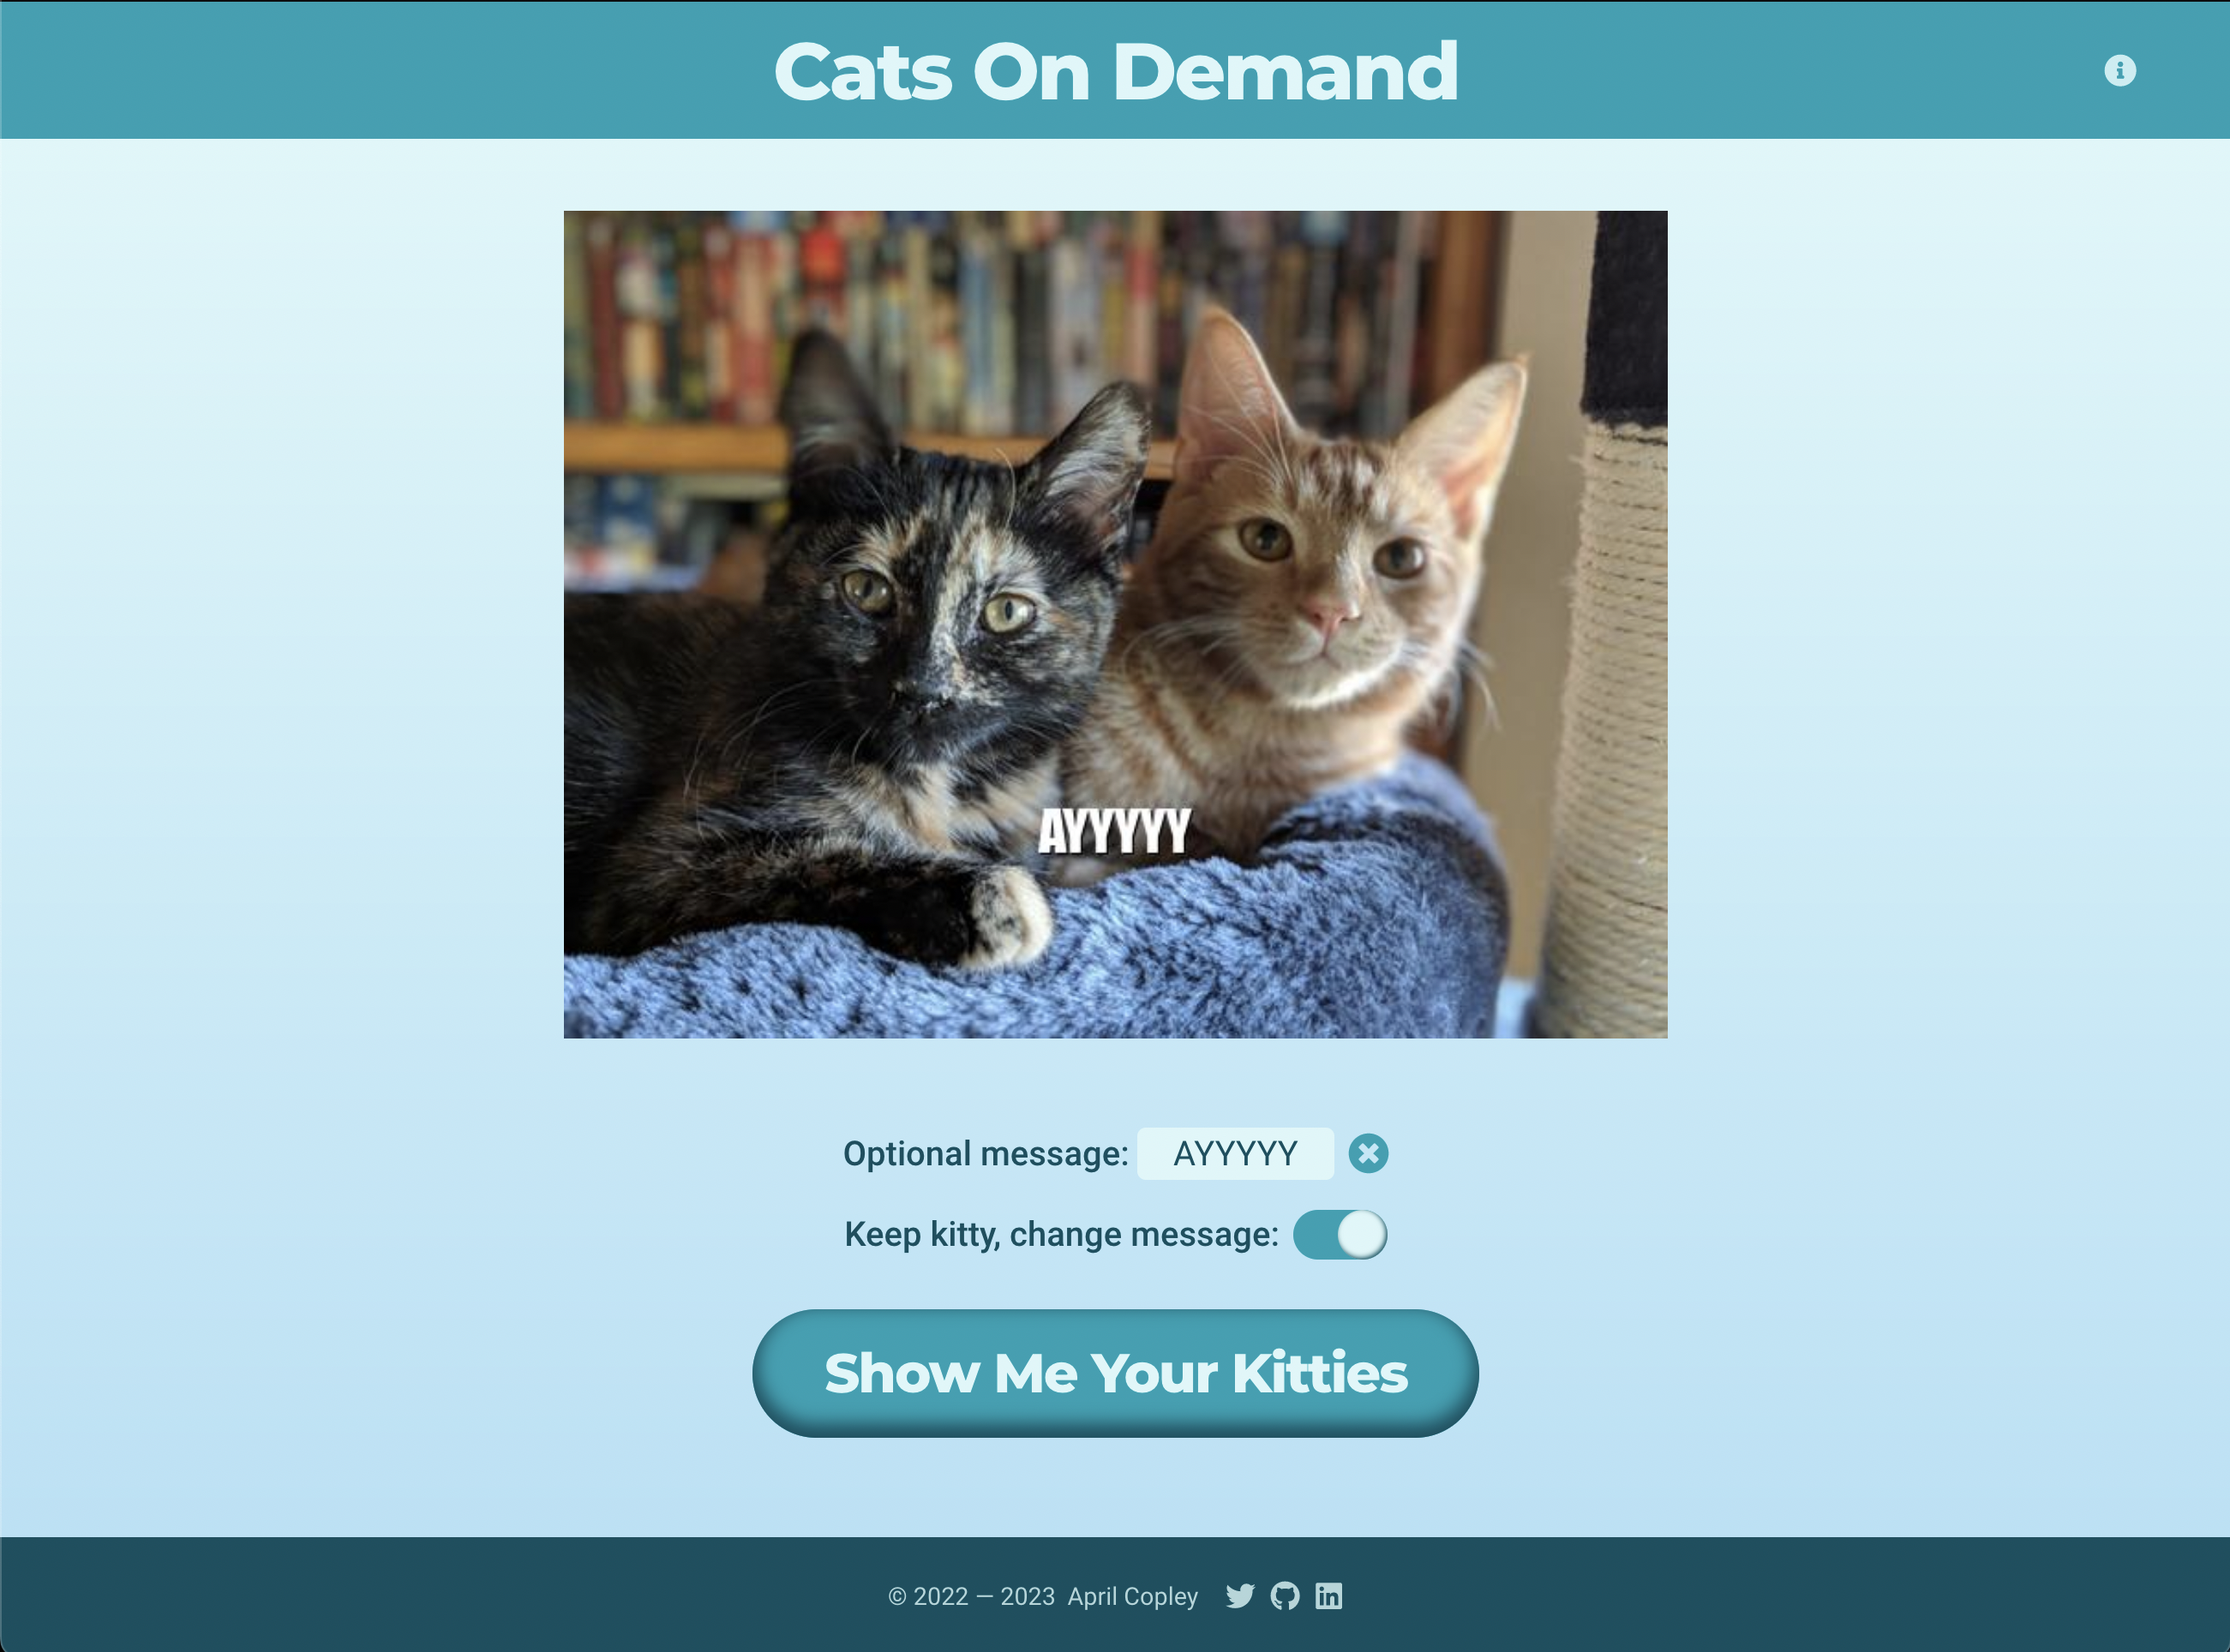 Cats On Demand
AYYYYY
Optional message: AYYYYY
Keep kitty, change message:
Show Me Your Kitties
© 2022 — 2023 April Copley